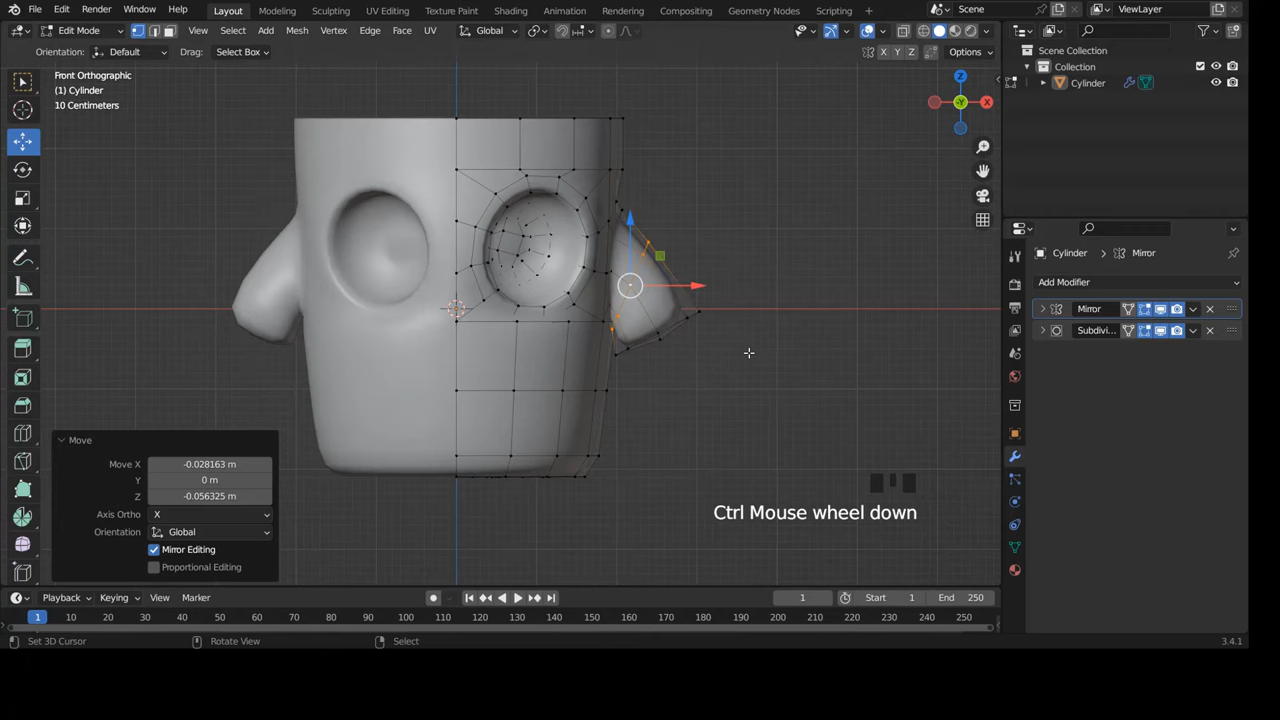 File Edit Render Window Help Layout Modeling Sculpting UV Editing Texture Paint Shading Animation Rendering Compositing Geometry Nodes Scripting Scene ViewLayer
Edit Mode View Select Add Mesh Vertex Edge Face UV Global
Orientation: Default Drag: Select Box X Y Z Options
Scene Collection
Collection
Cylinder
Front Orthographic
(1) Cylinder
10 Centimeters
Z
X
-Y
Cylinder Mirror
Add Modifier
Mirror
Subdivi...
Move
Move X -0.028163 m
Y 0 m
Z -0.056325 m
Axis Ortho X
Orientation Global
Mirror Editing
Proportional Editing
Ctrl Mouse wheel down
Playback Keying View Marker 1 Start 1 End 250
1 10 20 30 40 50 60 70 80 90 100 110 120 130 140 150 160 170 180 190 200 210 220 230 240 250
Set 3D Cursor Rotate View Select 3.4.1